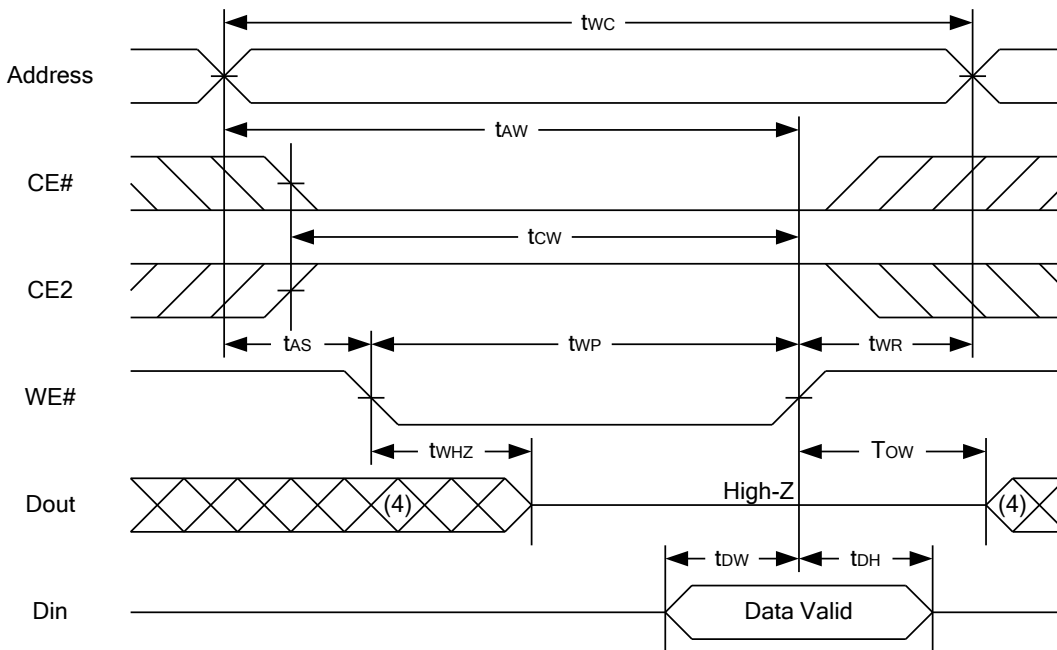 tWC
Address
tAW
CE#
tCW
CE2
tAS tWP tWR
WE#
tWHZ TOW
Dout (4) High-Z (4)
tDW tDH
Din Data Valid